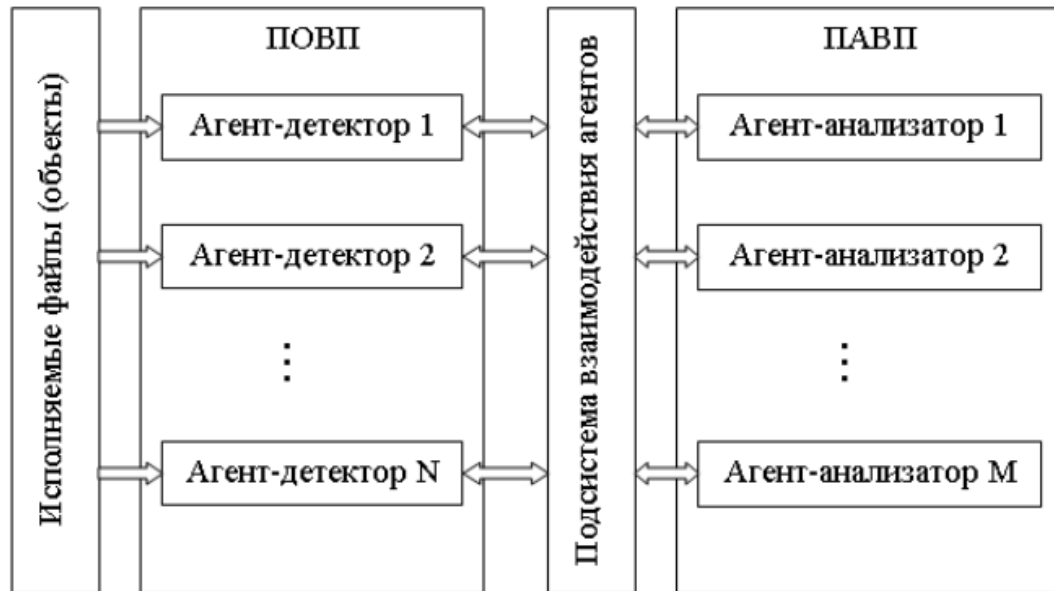 Исполняемые файлы (объекты)
ПОВП
Агент-детектор 1
Агент-детектор 2
⋮
Агент-детектор N
Подсистема взаимодействия агентов
ПАВП
Агент-анализатор 1
Агент-анализатор 2
⋮
Агент-анализатор M